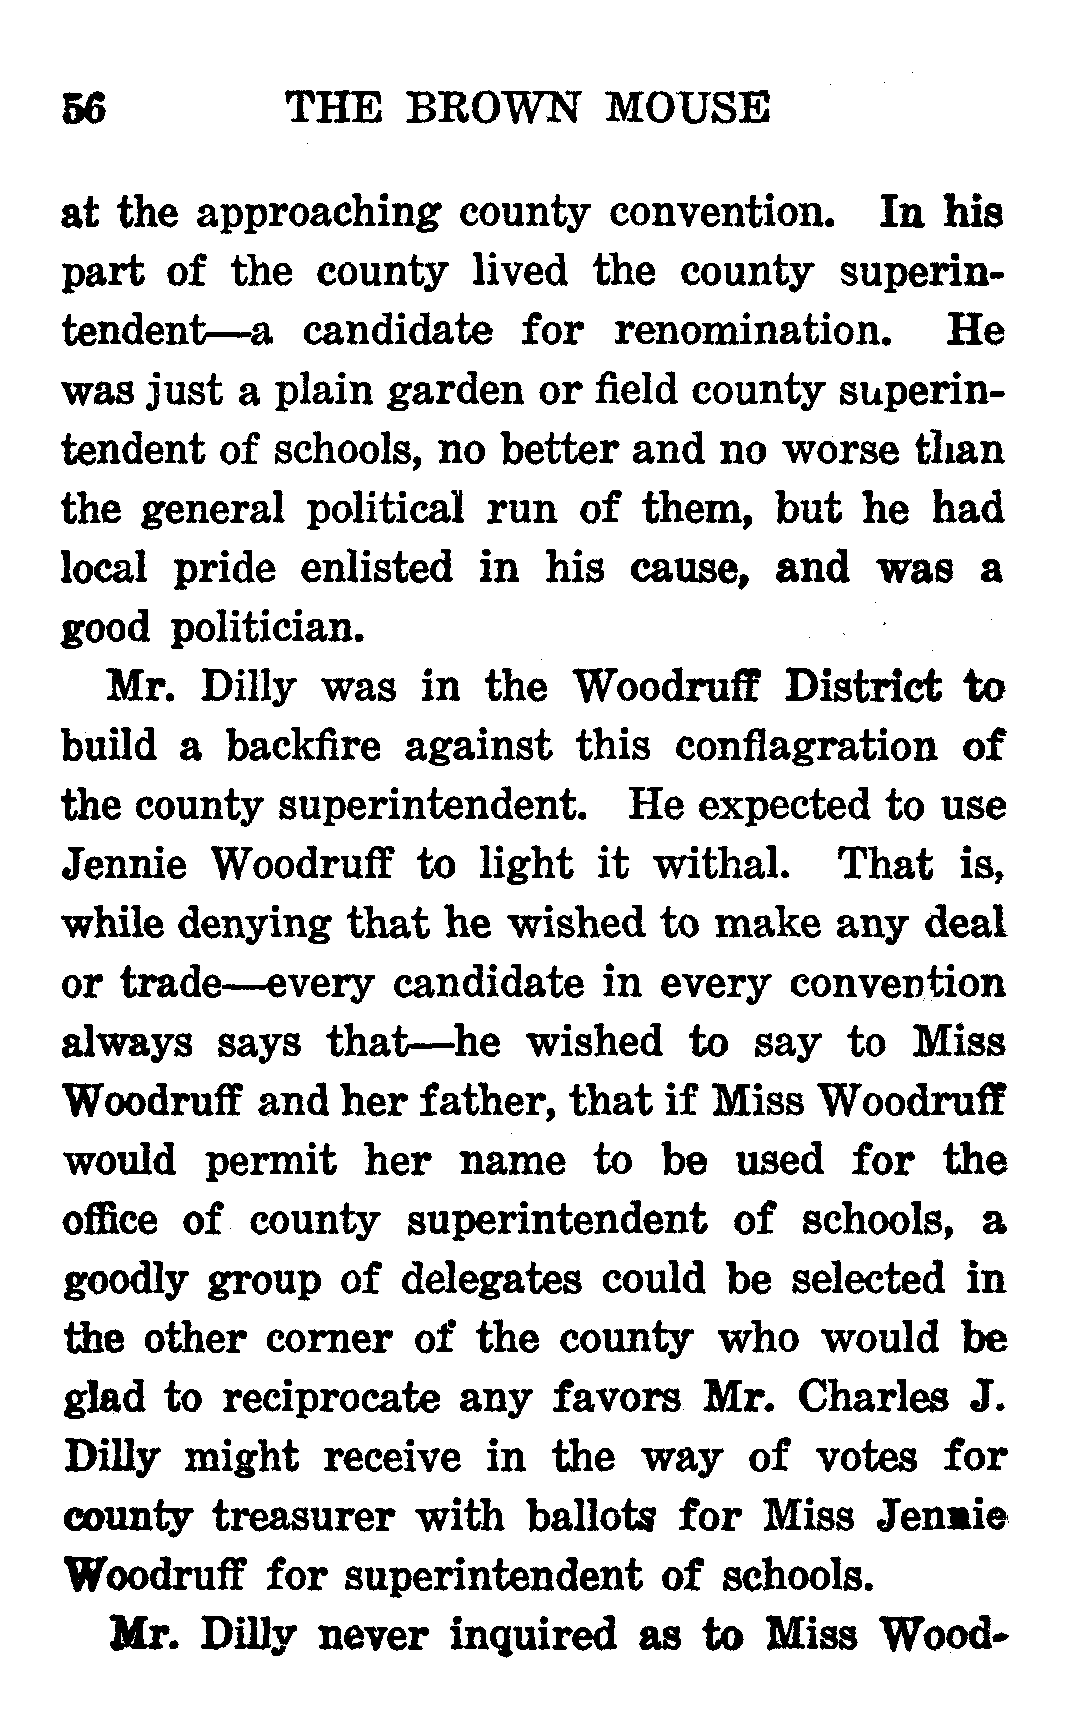 56 THE BROWN MOUSE
at the approaching county convention. In his
part of the county lived the county superin-
tendent—a candidate for renomination. He
was just a plain garden or field county superin-
tendent of schools, no better and no worse than
the general political run of them, but he had
local pride enlisted in his cause, and was a
good politician.
Mr. Dilly was in the Woodruff District to
build a backfire against this conflagration of
the county superintendent. He expected to use
Jennie Woodruff to light it withal. That is,
while denying that he wished to make any deal
or trade—every candidate in every convention
always says that—he wished to say to Miss
Woodruff and her father, that if Miss Woodruff
would permit her name to be used for the
office of county superintendent of schools, a
goodly group of delegates could be selected in
the other corner of the county who would be
glad to reciprocate any favors Mr. Charles J.
Dilly might receive in the way of votes for
county treasurer with ballots for Miss Jennie
Woodruff for superintendent of schools.
Mr. Dilly never inquired as to Miss Wood-